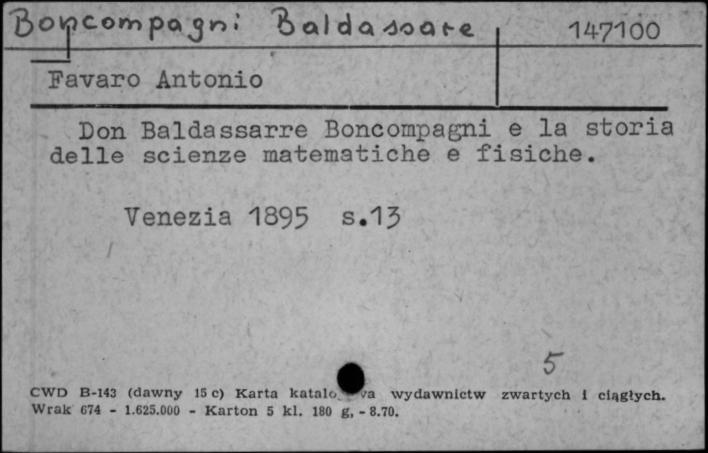 Boncompagni Baldassare 147100
Favaro Antonio
Don Baldassarre Boncompagni e la storia
delle scienze matematiche e fisiche.
Venezia 1895 s.13
5
CWD B-143 (dawny 15 c) Karta katalo va wydawnictw zwartych i ciągłych.
Wrak 674 - 1.625.000 - Karton 5 kl. 180 g, - 8.70.